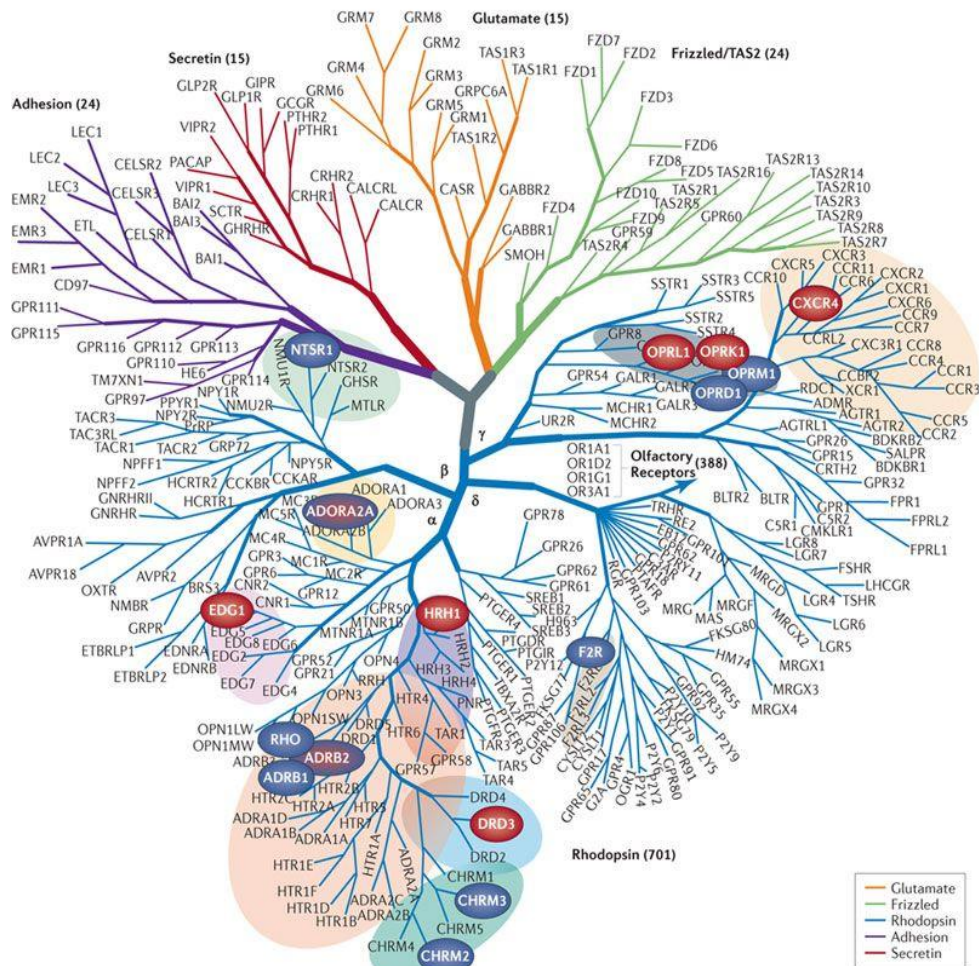 Adhesion (24)
Secretin (15)
Glutamate (15)
Frizzled/TAS2 (24)
LEC1
LEC2
LEC3
EMR2
EMR3
EMR1
ETL
CD97
CELSR2
CELSR3
CELSR1
BAI2
BAI3
BAI1
GPR111
GPR115
GPR116
GPR112
GPR113
GPR110
HE6
TM7XN1
GPR97
GPR114
GLP2R
GLP1R
GIPR
GCGR
PTHR2
PTHR1
VIPR2
PACAP
VIPR1
SCTR
GHRHR
CRHR2
CRHR1
CALCRL
CALCR
GRM7
GRM8
GRM4
GRM6
GRM2
GRM3
GRM5
GRM1
TAS1R3
TAS1R1
GRPC6A
TAS1R2
CASR
GABBR2
GABBR1
SMOH
FZD7
FZD2
FZD1
FZD3
FZD6
FZD8
FZD5
FZD10
FZD9
FZD4
GPR59
TAS2R1
TAS2R5
TAS2R4
TAS2R16
TAS2R13
TAS2R14
TAS2R10
TAS2R3
TAS2R9
TAS2R8
TAS2R7
GPR60
NTSR1
NMU1R
NTSR2
GHSR
MTLR
NPY1R
NMU2R
PPYR1
NPY2R
PrRP
TACR3
TAC3RL
TACR1
TACR2
GRP72
NPFF1
NPFF2
NPY5R
CCKAR
CCKBR
HCRTR2
HCRTR1
GNRHRII
GNRHR
AVPR1A
AVPR18
AVPR2
OXTR
NMBR
BRS3
GRPR
ETBRLP1
ETBRLP2
EDNRA
EDNRB
SSTR1
SSTR3
SSTR5
SSTR2
SSTR4
GPR8
OPRL1
OPRK1
OPRM1
OPRD1
GPR54
GALR1
GALR3
UR2R
MCHR1
MCHR2
CXCR5
CXCR3
CCR11
CCR10
CCR6
CXCR2
CXCR1
CXCR6
CCR9
CCR7
CXCR4
CCRL2
CXC3R1
CCR8
CCR4
CCBP2
CCR1
CCR3
XCR1
CCR5
CCR2
RDC1
ADMR
AGTR1
AGTRL1
AGTR2
BDKRB2
BDKBR1
GPR26
GPR15
SALPR
CRTH2
GPR32
BLTR2
BLTR
GPR1
C5R1
C5R2
CMKLR1
FPR1
FPRL2
FPRL1
γ
β
δ
α
OR1A1
OR1D2
OR1G1
OR3A1
Olfactory
Receptors
(388)
ADORA1
ADORA3
ADORA2A
ADORA2B
MC5R
MC4R
MC1R
MC2R
GPR3
GPR6
CNR2
CNR1
GPR12
EDG1
EDG5
EDG8
EDG6
EDG2
EDG7
EDG4
GPR50
MTNR1B
MTNR1A
GPR52
GPR21
HRH1
HRH2
HRH3
HRH4
OPN4
RRH
OPN3
OPN1SW
OPN1LW
OPN1MW
RHO
ADRB2
ADRB1
DRD5
HTR4
HTR6
TAR1
GPR57
GPR58
PNR
TAR3
TAR5
TAR4
HTR2C
HTR2B
HTR2A
HTR5
HTR7
ADRA1D
ADRA1B
ADRA1A
HTR1A
HTR1E
HTR1F
HTR1D
HTR1B
ADRA2A
ADRA2C
ADRA2B
DRD4
DRD3
DRD2
CHRM1
CHRM3
CHRM5
CHRM4
CHRM2
GPR78
GPR26
GPR62
GPR61
SREB1
SREB2
H963
SREB3
PTGER4
PTGDR
PTGIR
P2Y12
PTGER1
PTGER2
TBXA2R
PTGER3
PTGFR
FKSG77
GPR87
F2R
TRHR
GPR103
GPR10
LGR8
LGR7
FSHR
LHCGR
TSHR
LGR4
LGR6
LGR5
MRGD
MRG
MAS
MRGF
MRGX2
MRGX1
MRGX3
MRGX4
FKSG80
HM74
GPR55
GPR35
GPR92
P2Y10
FKSG79
P2Y9
P2Y5
GPR91
GPR80
P2Y6
P2Y2
P2Y4
OGR1
GPR4
G2A
GPR65
GPR17
Rhodopsin (701)
Glutamate
Frizzled
Rhodopsin
Adhesion
Secretin